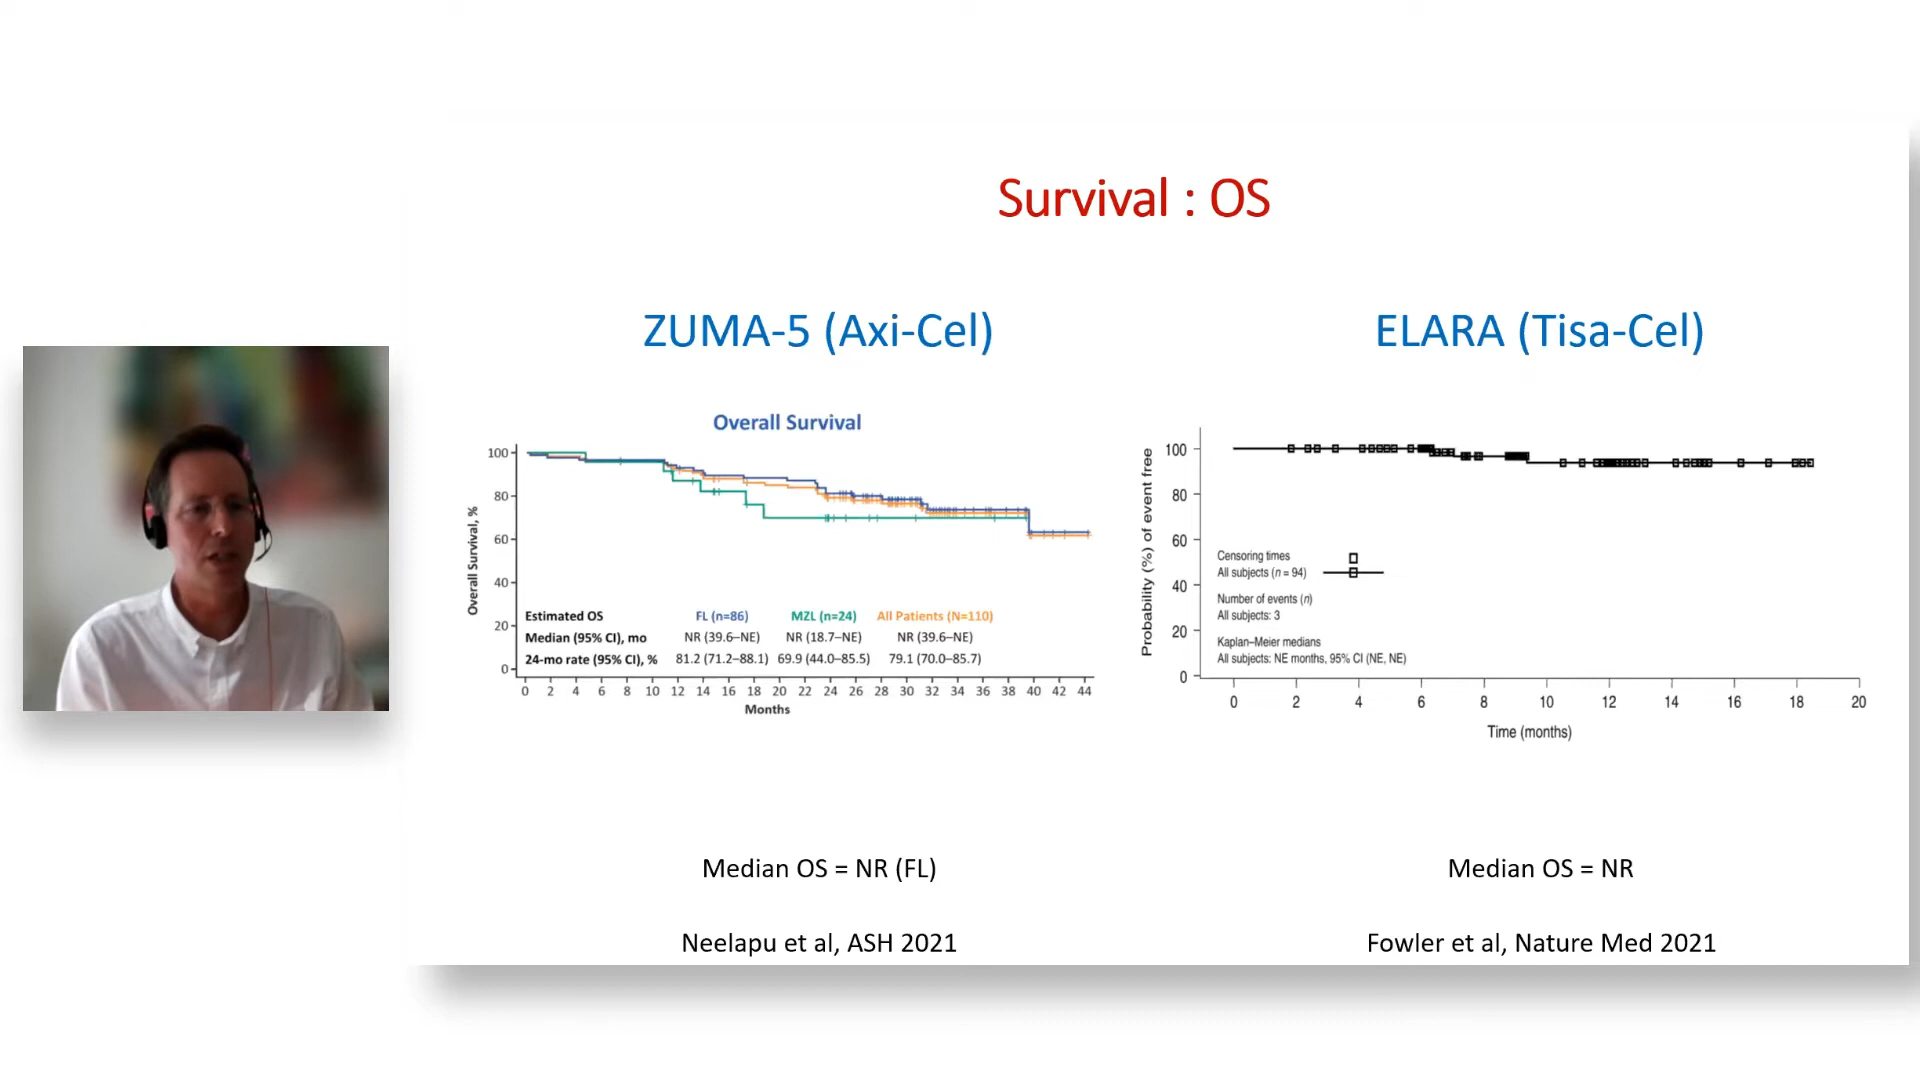 Survival : OS
ZUMA-5 (Axi-Cel)
Overall Survival
Overall Survival, %
100
80
60
40
20
0
Estimated OS FL (n=86) MZL (n=24) All Patients (N=110)
Median (95% CI), mo NR (39.6–NE) NR (18.7–NE) NR (39.6–NE)
24-mo rate (95% CI), % 81.2 (71.2–88.1) 69.9 (44.0–85.5) 79.1 (70.0–85.7)
0 2 4 6 8 10 12 14 16 18 20 22 24 26 28 30 32 34 36 38 40 42 44
Months
Median OS = NR (FL)
Neelapu et al, ASH 2021
ELARA (Tisa-Cel)
Probability (%) of event free
100
80
60
40
20
0
Censoring times
All subjects (n = 94)
Number of events (n)
All subjects: 3
Kaplan–Meier medians
All subjects: NE months, 95% CI (NE, NE)
0 2 4 6 8 10 12 14 16 18 20
Time (months)
Median OS = NR
Fowler et al, Nature Med 2021